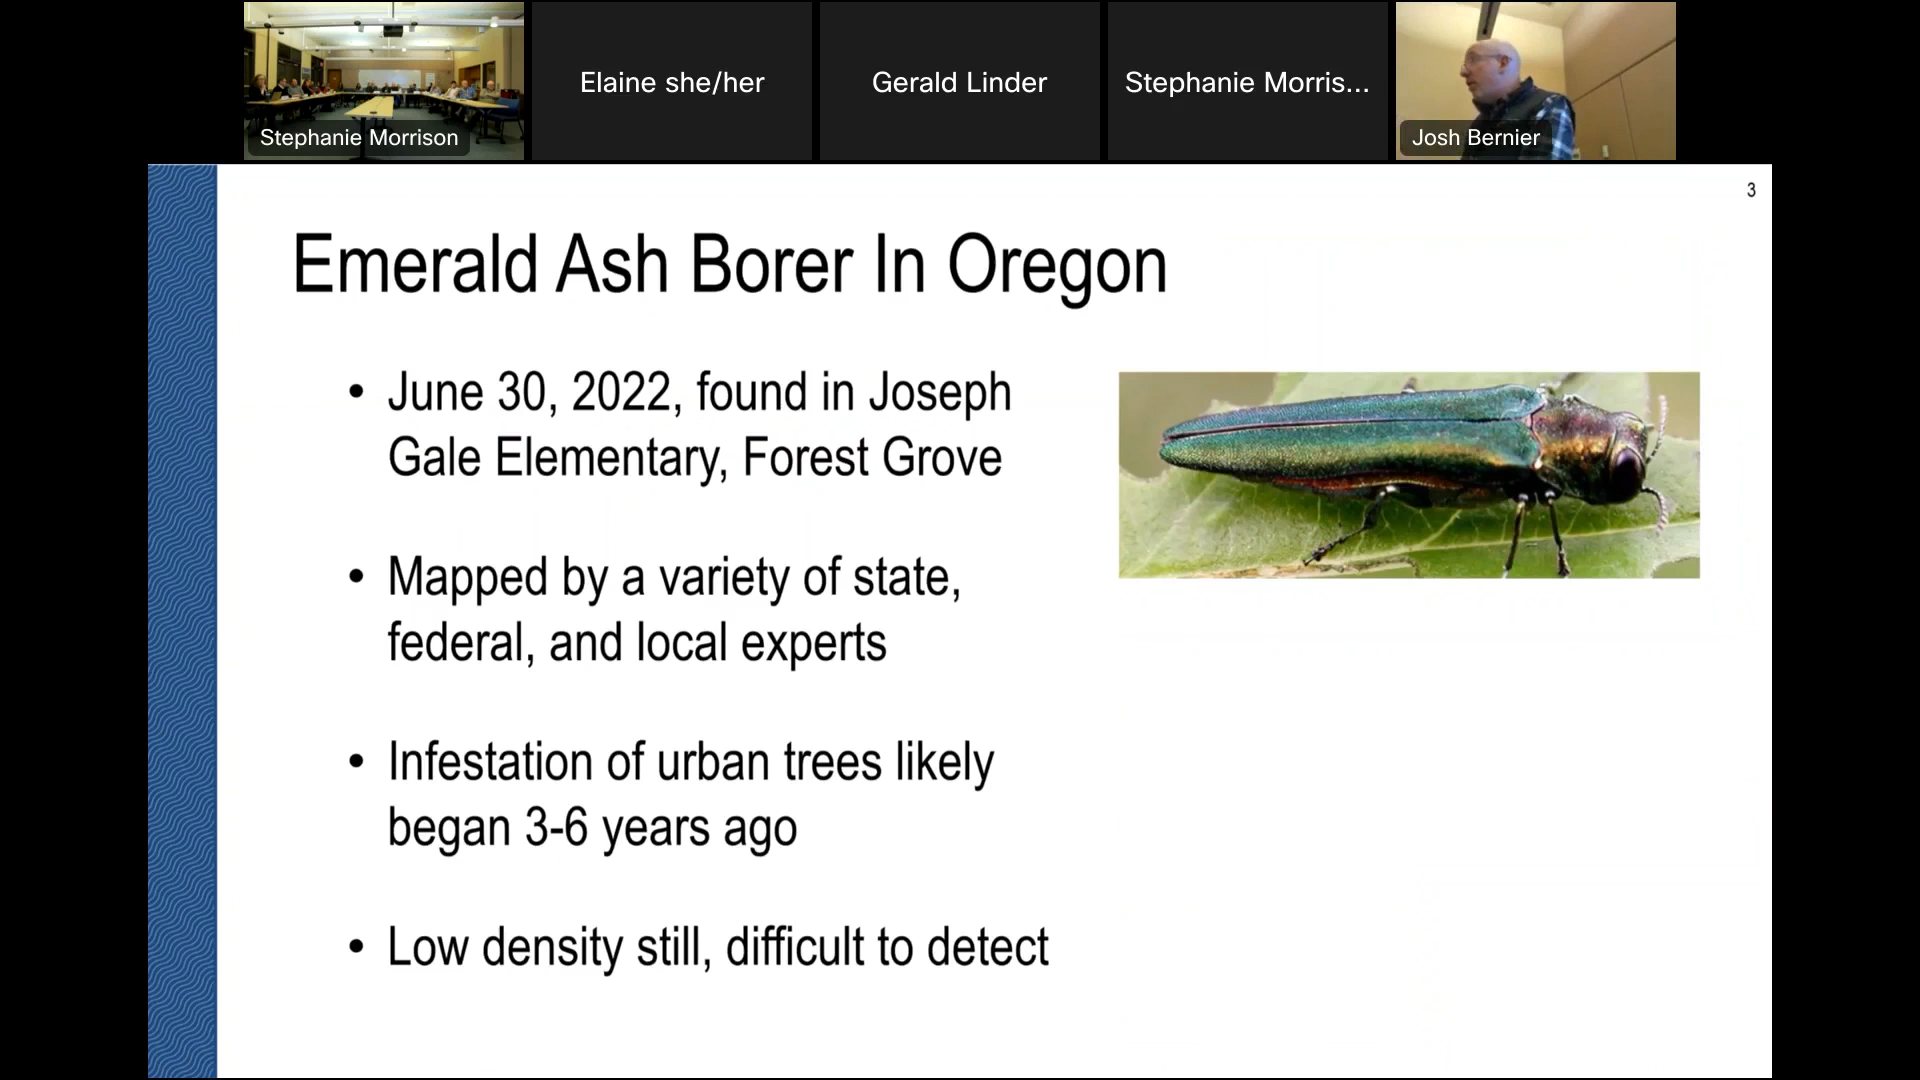 Stephanie Morrison
Elaine she/her
Gerald Linder
Stephanie Morris...
Josh Bernier
3
Emerald Ash Borer In Oregon
• June 30, 2022, found in Joseph
Gale Elementary, Forest Grove
• Mapped by a variety of state,
federal, and local experts
• Infestation of urban trees likely
began 3-6 years ago
• Low density still, difficult to detect